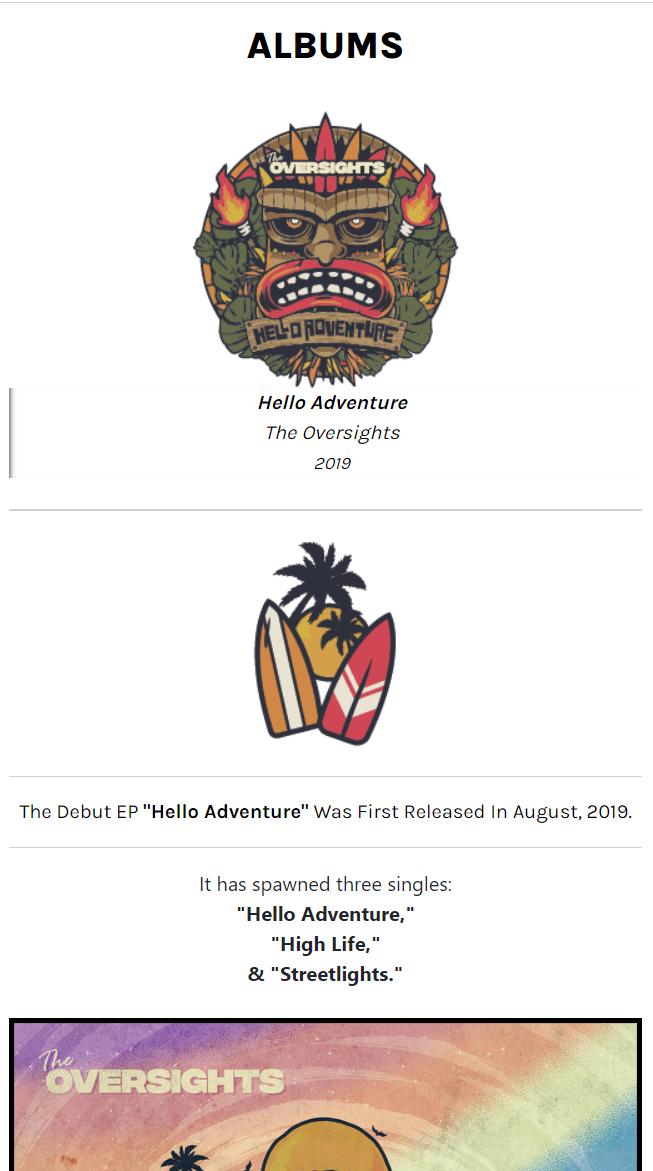 ALBUMS
The
OVERSIGHTS
HELLO ADVENTURE
Hello Adventure
The Oversights
2019
The Debut EP "Hello Adventure" Was First Released In August, 2019.
It has spawned three singles:
"Hello Adventure,"
"High Life,"
& "Streetlights."
The
OVERSIGHTS